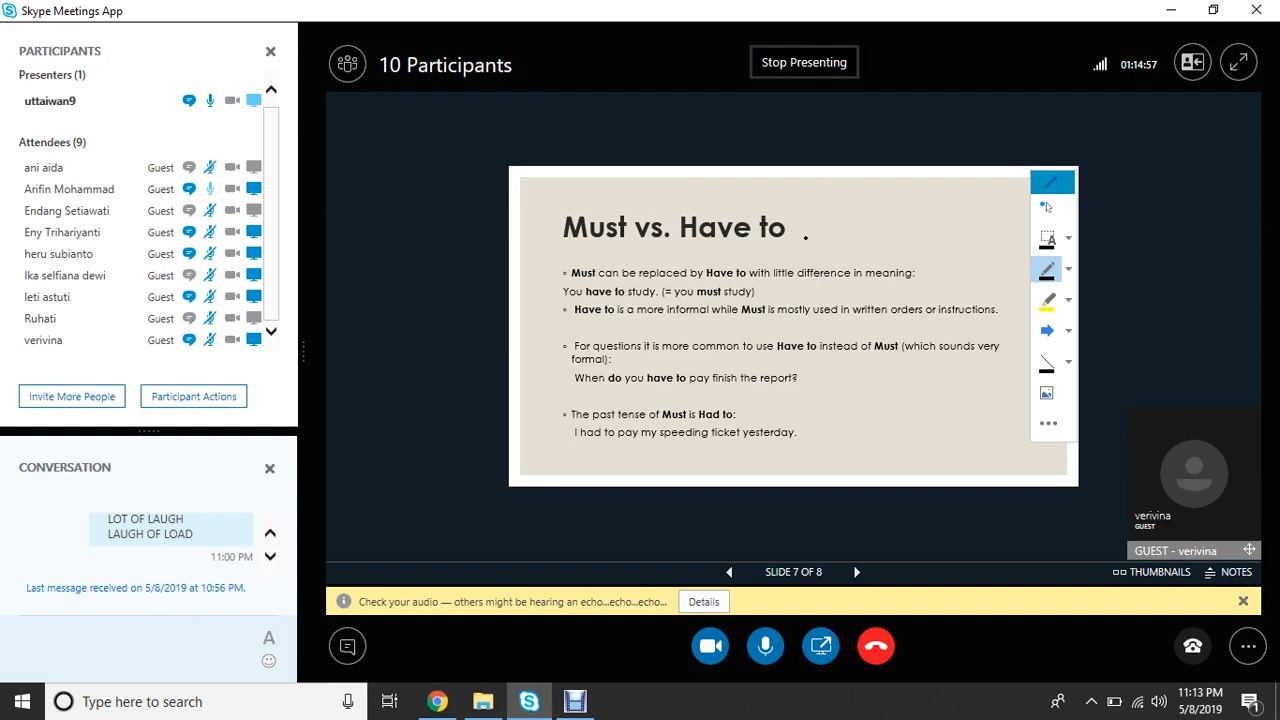 Skype Meetings App
PARTICIPANTS
Presenters (1)
uttaiwan9
Attendees (9)
ani aida Guest
Arifin Mohammad Guest
Endang Setiawati Guest
Eny Trihariyanti Guest
heru subianto Guest
Ika selfiana dewi Guest
leti astuti Guest
Ruhati Guest
verivina Guest
Invite More People Participant Actions
CONVERSATION
LOT OF LAUGH
LAUGH OF LOAD
11:00 PM
Last message received on 5/8/2019 at 10:56 PM.
A
10 Participants
Stop Presenting
01:14:57
Must vs. Have to
◦ Must can be replaced by Have to with little difference in meaning:
You have to study. (= you must study)
◦ Have to is a more informal while Must is mostly used in written orders or instructions.
◦ For questions it is more common to use Have to instead of Must (which sounds very
formal):
When do you have to pay finish the report?
◦ The past tense of Must is Had to:
I had to pay my speeding ticket yesterday.
A
verivina
GUEST
GUEST - verivina
SLIDE 7 OF 8
THUMBNAILS
NOTES
Check your audio — others might be hearing an echo...echo...echo...
Details
Type here to search
11:13 PM
5/8/2019
1